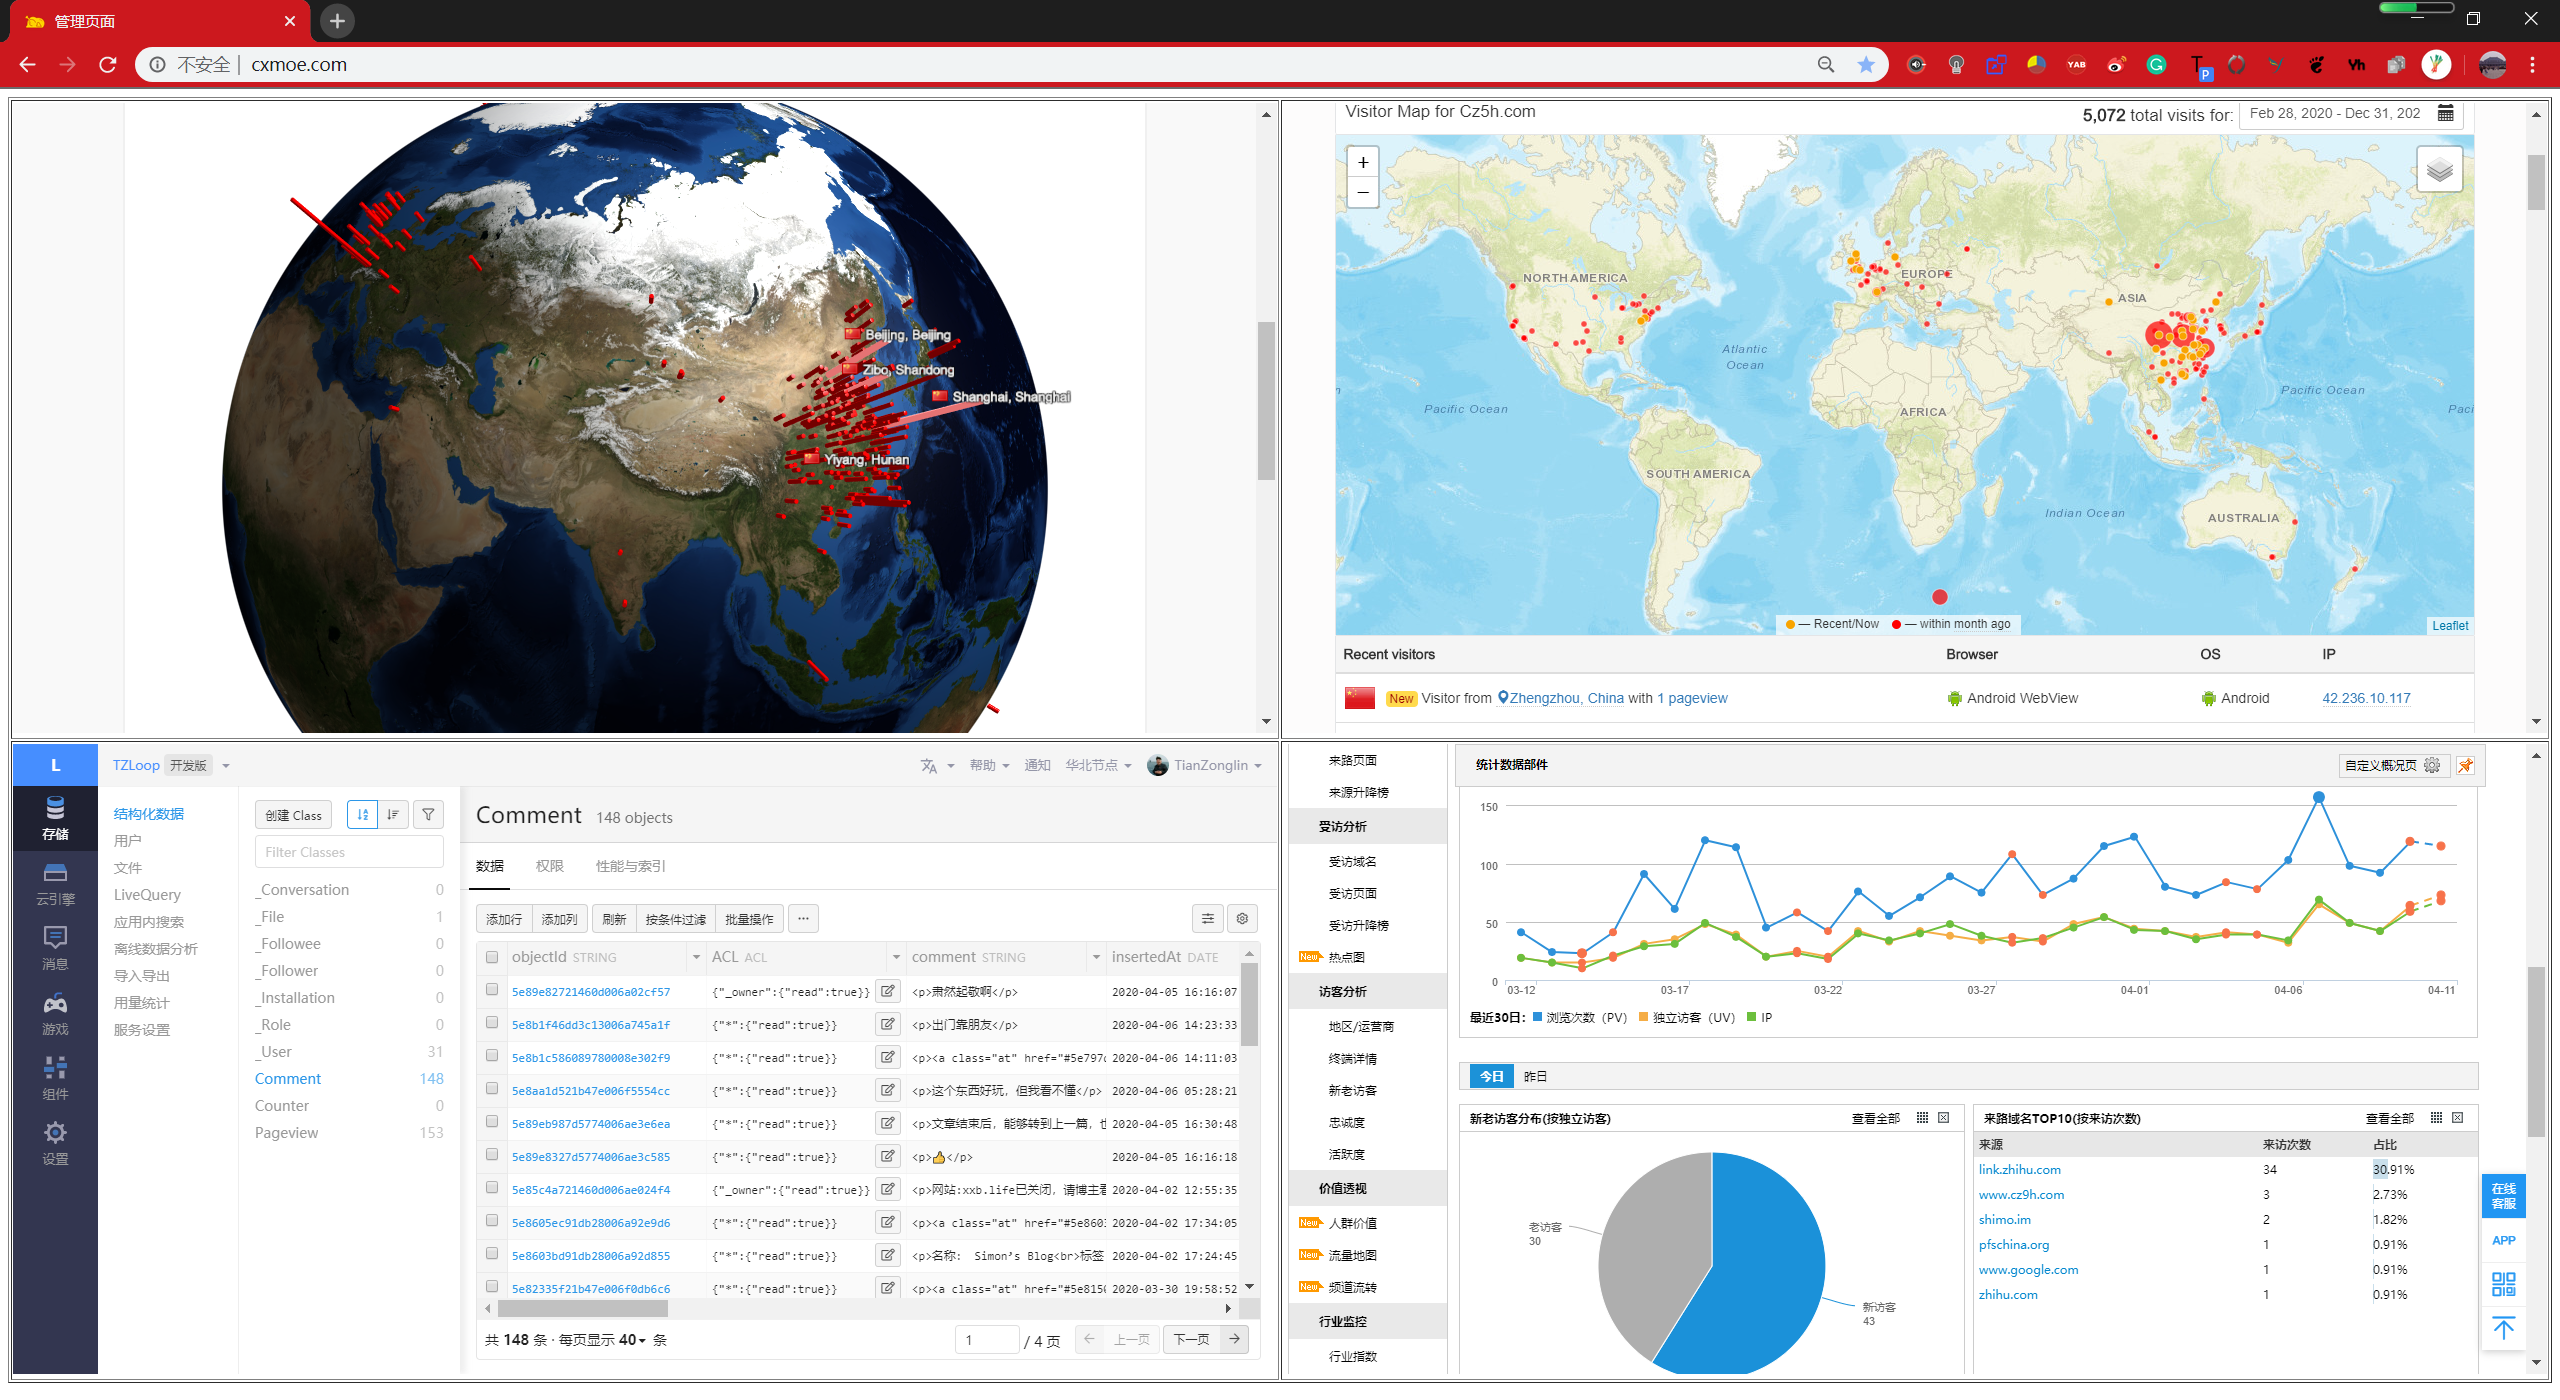 管理页面
不安全 | cxmoe.com
Beijing, Beijing
Zibo, Shandong
Shanghai, Shanghai
Yiyang, Hunan
Visitor Map for Cz5h.com
5,072 total visits for:
Feb 28, 2020 - Dec 31, 202
+
−
NORTH AMERICA
EUROPE
ASIA
Atlantic
Ocean
Pacific Ocean
Pacific Ocean
Paci
AFRICA
SOUTH AMERICA
Indian Ocean
AUSTRALIA
— Recent/Now — within month ago
Leaflet
Recent visitors Browser OS IP
New Visitor from Zhengzhou, China with 1 pageview Android WebView Android 42.236.10.117
L
存储
云引擎
消息
游戏
组件
设置
TZLoop 开发版
帮助 通知 华北节点 TianZonglin
结构化数据
用户
文件
LiveQuery
应用内搜索
离线数据分析
导入导出
用量统计
服务设置
创建 Class
Filter Classes
_Conversation 0
_File 1
_Followee 0
_Follower 0
_Installation 0
_Role 0
_User 31
Comment 148
Counter 0
Pageview 153
Comment 148 objects
数据 权限 性能与索引
添加行 添加列 刷新 按条件过滤 批量操作 ···
objectId STRING ACL ACL comment STRING insertedAt DATE
5e89e82721460d006a02cf57 {"_owner":{"read":true}} <p>肃然起敬啊</p> 2020-04-05 16:16:07
5e8b1f46dd3c13006a745a1f {"*":{"read":true}} <p>出门靠朋友</p> 2020-04-06 14:23:33
5e8b1c586089780008e302f9 {"*":{"read":true}} <p><a class="at" href="#5e797c 2020-04-06 14:11:03
5e8aa1d521b47e006f5554cc {"*":{"read":true}} <p>这个东西好玩，但我看不懂</p> 2020-04-06 05:28:21
5e89eb987d5774006ae3e6ea {"*":{"read":true}} <p>文章结束后，能够转到上一篇，也 2020-04-05 16:30:48
5e89e8327d5774006ae3c585 {"*":{"read":true}} <p>👍</p> 2020-04-05 16:16:18
5e85c4a721460d006ae024f4 {"_owner":{"read":true}} <p>网站:xxb.life已关闭，请博主君 2020-04-02 12:55:35
5e8605ec91db28006a92e9d6 {"*":{"read":true}} <p><a class="at" href="#5e8603 2020-04-02 17:34:05
5e8603bd91db28006a92d855 {"*":{"read":true}} <p>名称： Simon's Blog<br>标签 2020-04-02 17:24:45
5e82335f21b47e006f0db6c6 {"*":{"read":true}} <p><a class="at" href="#5e8150 2020-03-30 19:58:52
共 148 条 · 每页显示 40 条
1 / 4 页 上一页 下一页
来路页面
来源升降榜
受访分析
受访域名
受访页面
受访升降榜
New 热点图
访客分析
地区/运营商
终端详情
新老访客
忠诚度
活跃度
价值透视
New 人群价值
New 流量地图
New 频道流转
行业监控
行业指数
统计数据部件
自定义概况页
150
100
50
0
03-12 03-17 03-22 03-27 04-01 04-06 04-11
最近30日： 浏览次数（PV） 独立访客（UV） IP
今日 昨日
新老访客分布(按独立访客) 查看全部
老访客
30
新访客
43
来路域名TOP10(按来访次数) 查看全部
来源 来访次数 占比
link.zhihu.com 34 30.91%
www.cz9h.com 3 2.73%
shimo.im 2 1.82%
pfschina.org 1 0.91%
www.google.com 1 0.91%
zhihu.com 1 0.91%
在线
客服
APP